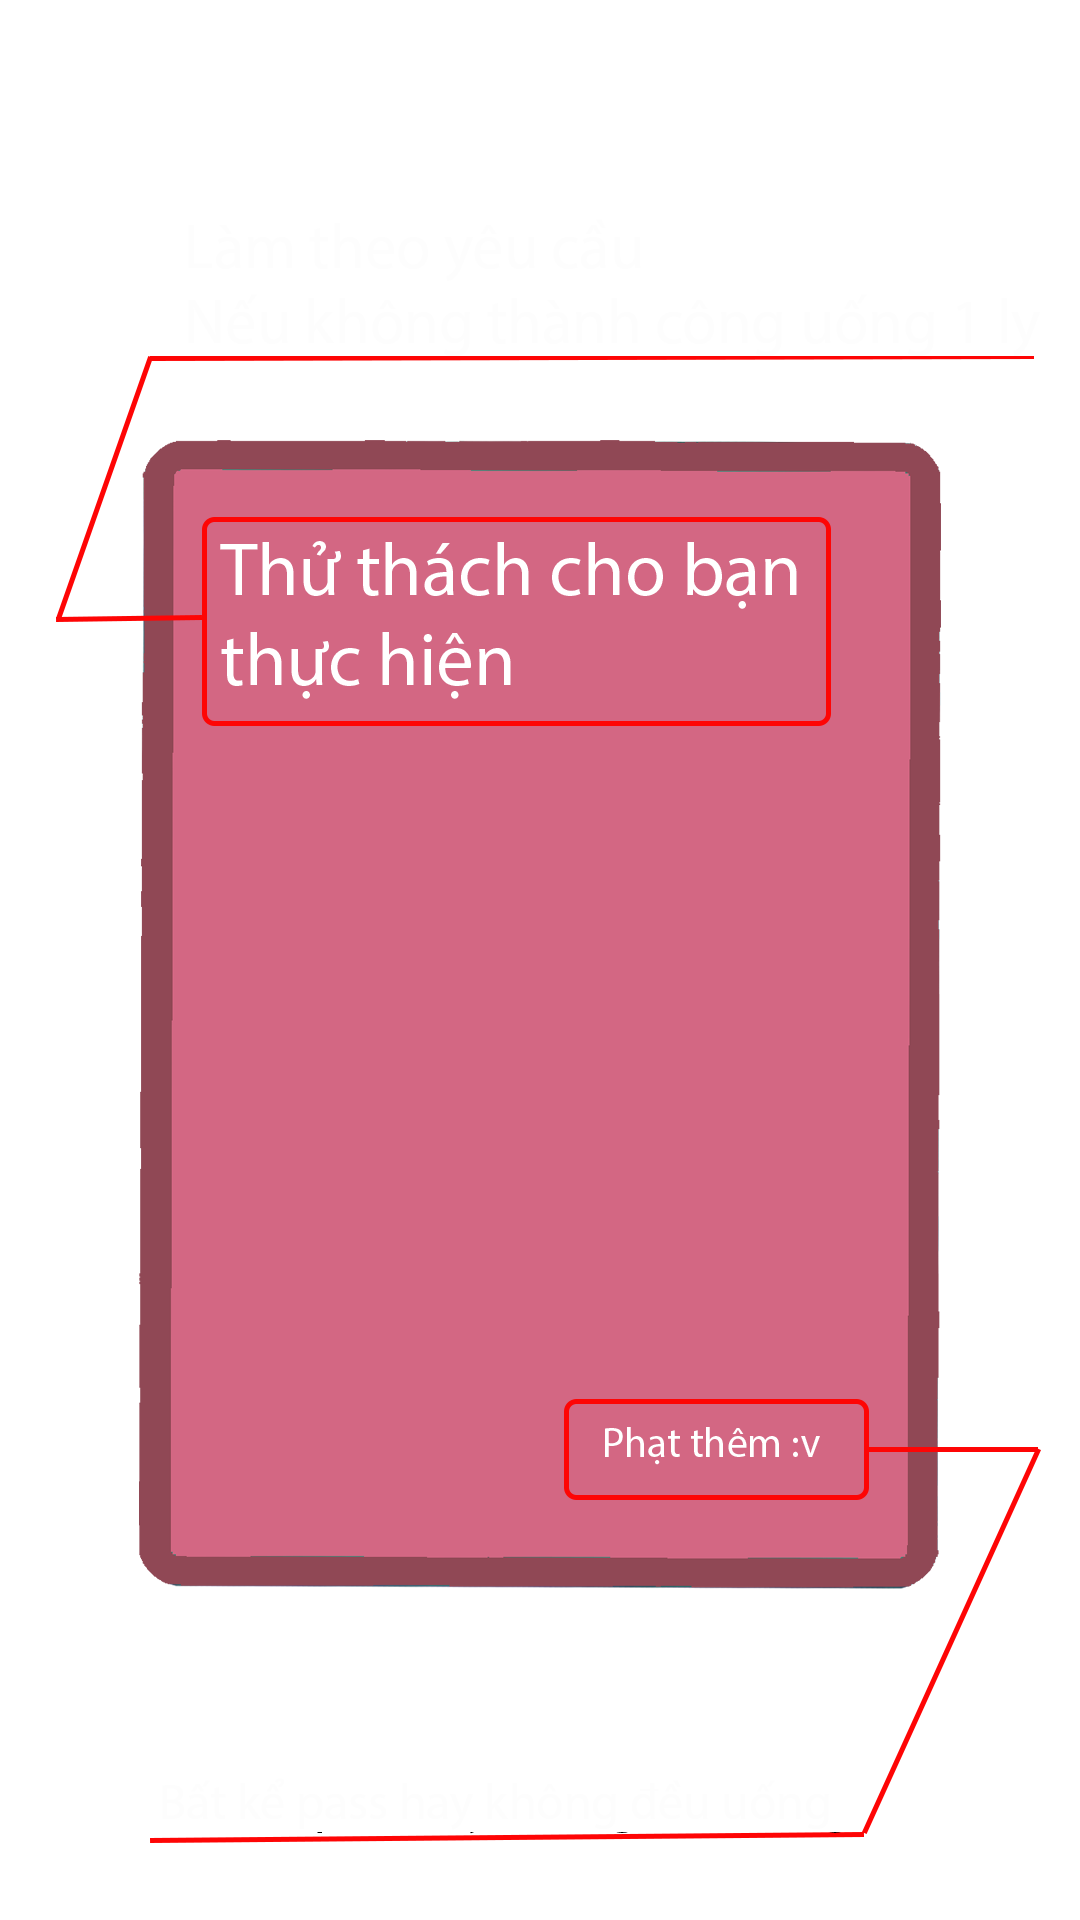 Làm theo yêu cầu
Nếu không thành công uống 1 ly
Thử thách cho bạn
thực hiện
Phạt thêm :v
Bất kể pass hay không đều uống